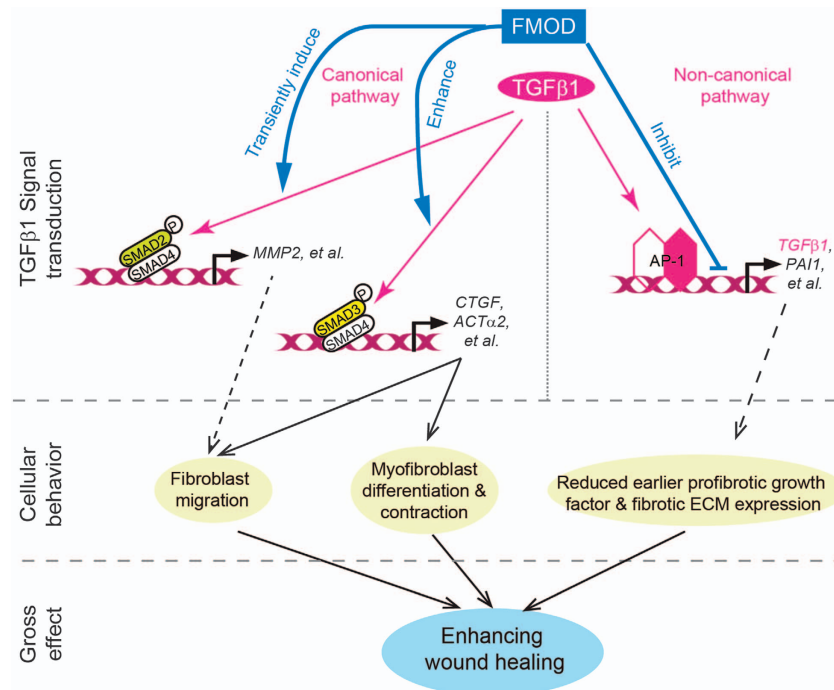 FMOD
Transiently induce
Canonical
pathway
Enhance
TGFβ1
Non-canonical
pathway
Inhibit
TGFβ1 Signal
transduction
P
SMAD2
SMAD4
MMP2, et al.
P
SMAD3
SMAD4
CTGF,
ACTα2,
et al.
AP-1
TGFβ1,
PAI1,
et al.
Cellular
behavior
Fibroblast
migration
Myofibroblast
differentiation &
contraction
Reduced earlier profibrotic growth
factor & fibrotic ECM expression
Gross
effect
Enhancing
wound healing